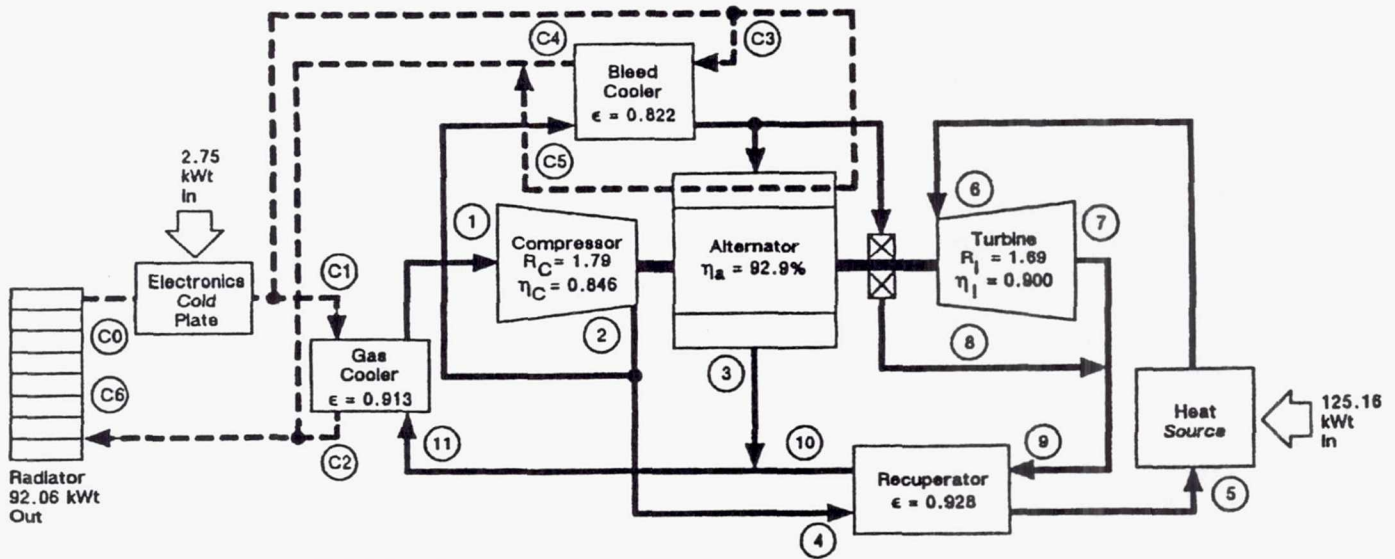 C4
C3
Bleed
Cooler
ϵ = 0.822
2.75
kWt
In
C5
6
7
1
Compressor
R_C = 1.79
η_C = 0.846
Alternator
η_a = 92.9%
Turbine
R_I = 1.69
η_I = 0.900
C1
Electronics
Cold
Plate
C0
2
8
Gas
Cooler
ϵ = 0.913
3
C6
Heat
Source
125.16
kWt
In
11
10
9
C2
Recuperator
ϵ = 0.928
Radiator
92.06 kWt
Out
4
5